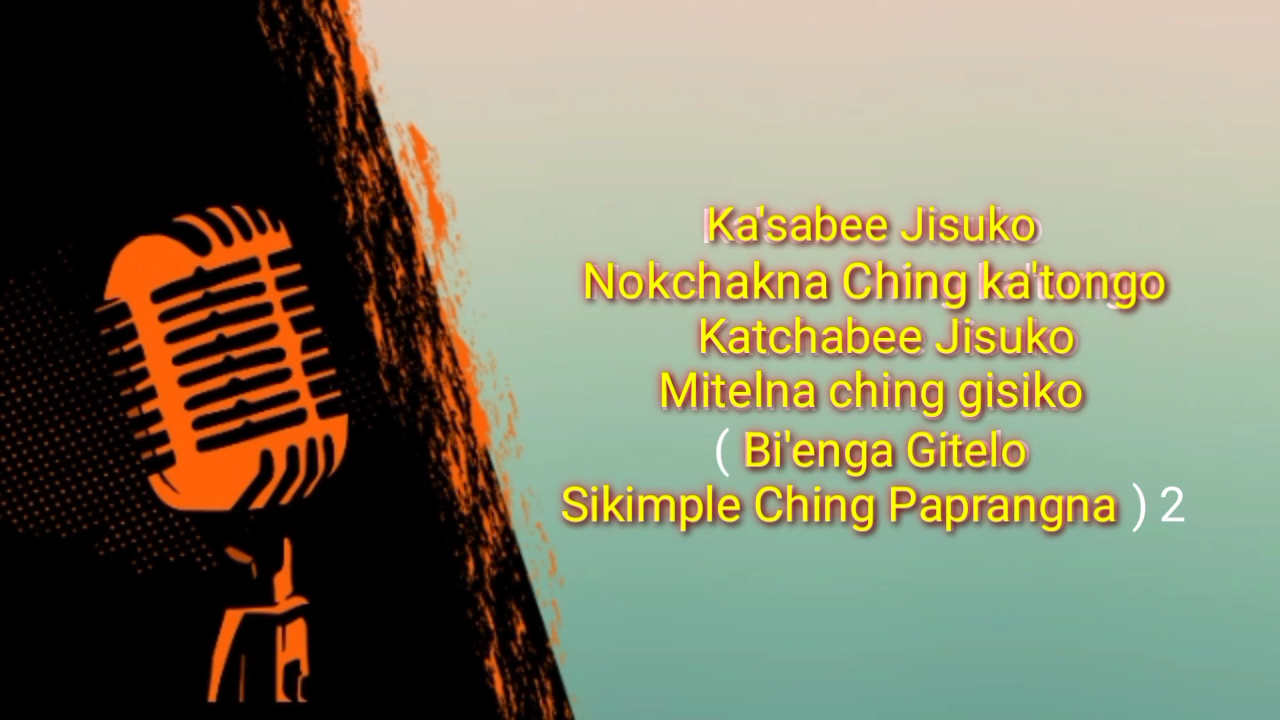 Ka'sabee Jisuko
Nokchakna Ching ka'tongo
Katchabee Jisuko
Mitelna ching gisiko
( Bi'enga Gitelo
Sikimple Ching Paprangna ) 2